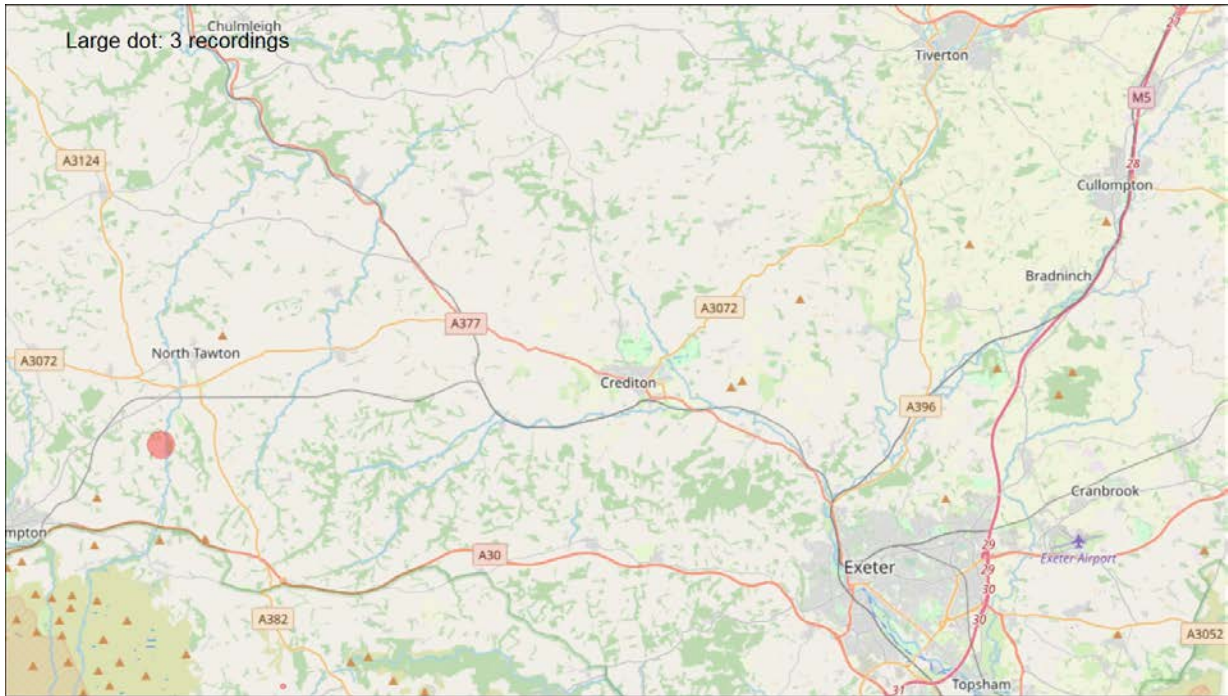 Chulmleigh
Large dot: 3 recordings
Tiverton
23
M5
A3124
28
Cullompton
Bradninch
A3072
A377
North Tawton
A3072
Crediton
A396
Cranbrook
mpton
A30
29
Exeter
Exeter Airport
29
30
A382
30
A3052
Topsham
31